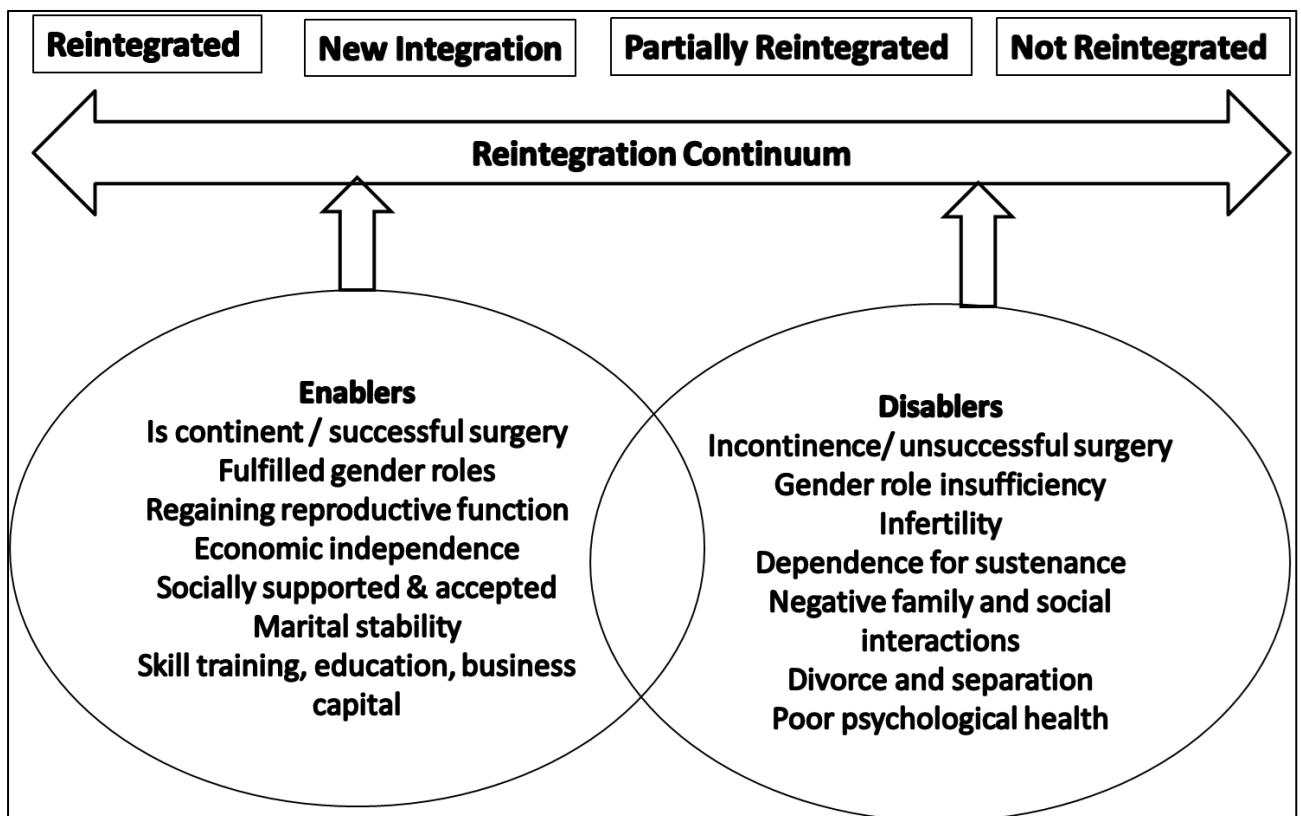 Reintegrated
New Integration
Partially Reintegrated
Not Reintegrated
Reintegration Continuum
Enablers
Is continent / successful surgery
Fulfilled gender roles
Regaining reproductive function
Economic independence
Socially supported & accepted
Marital stability
Skill training, education, business
capital
Disablers
Incontinence/ unsuccessful surgery
Gender role insufficiency
Infertility
Dependence for sustenance
Negative family and social
interactions
Divorce and separation
Poor psychological health